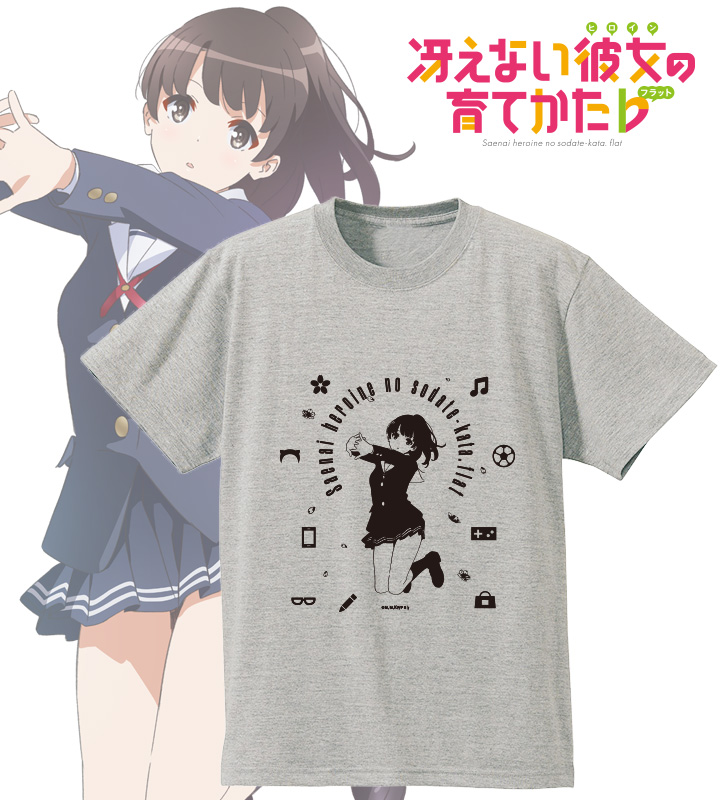 ヒロイン
冴えない彼女の
育てかた♭
フラット
Saenai heroine no sodate-kata. flat
Saenai heroine no sodate-kata.flat